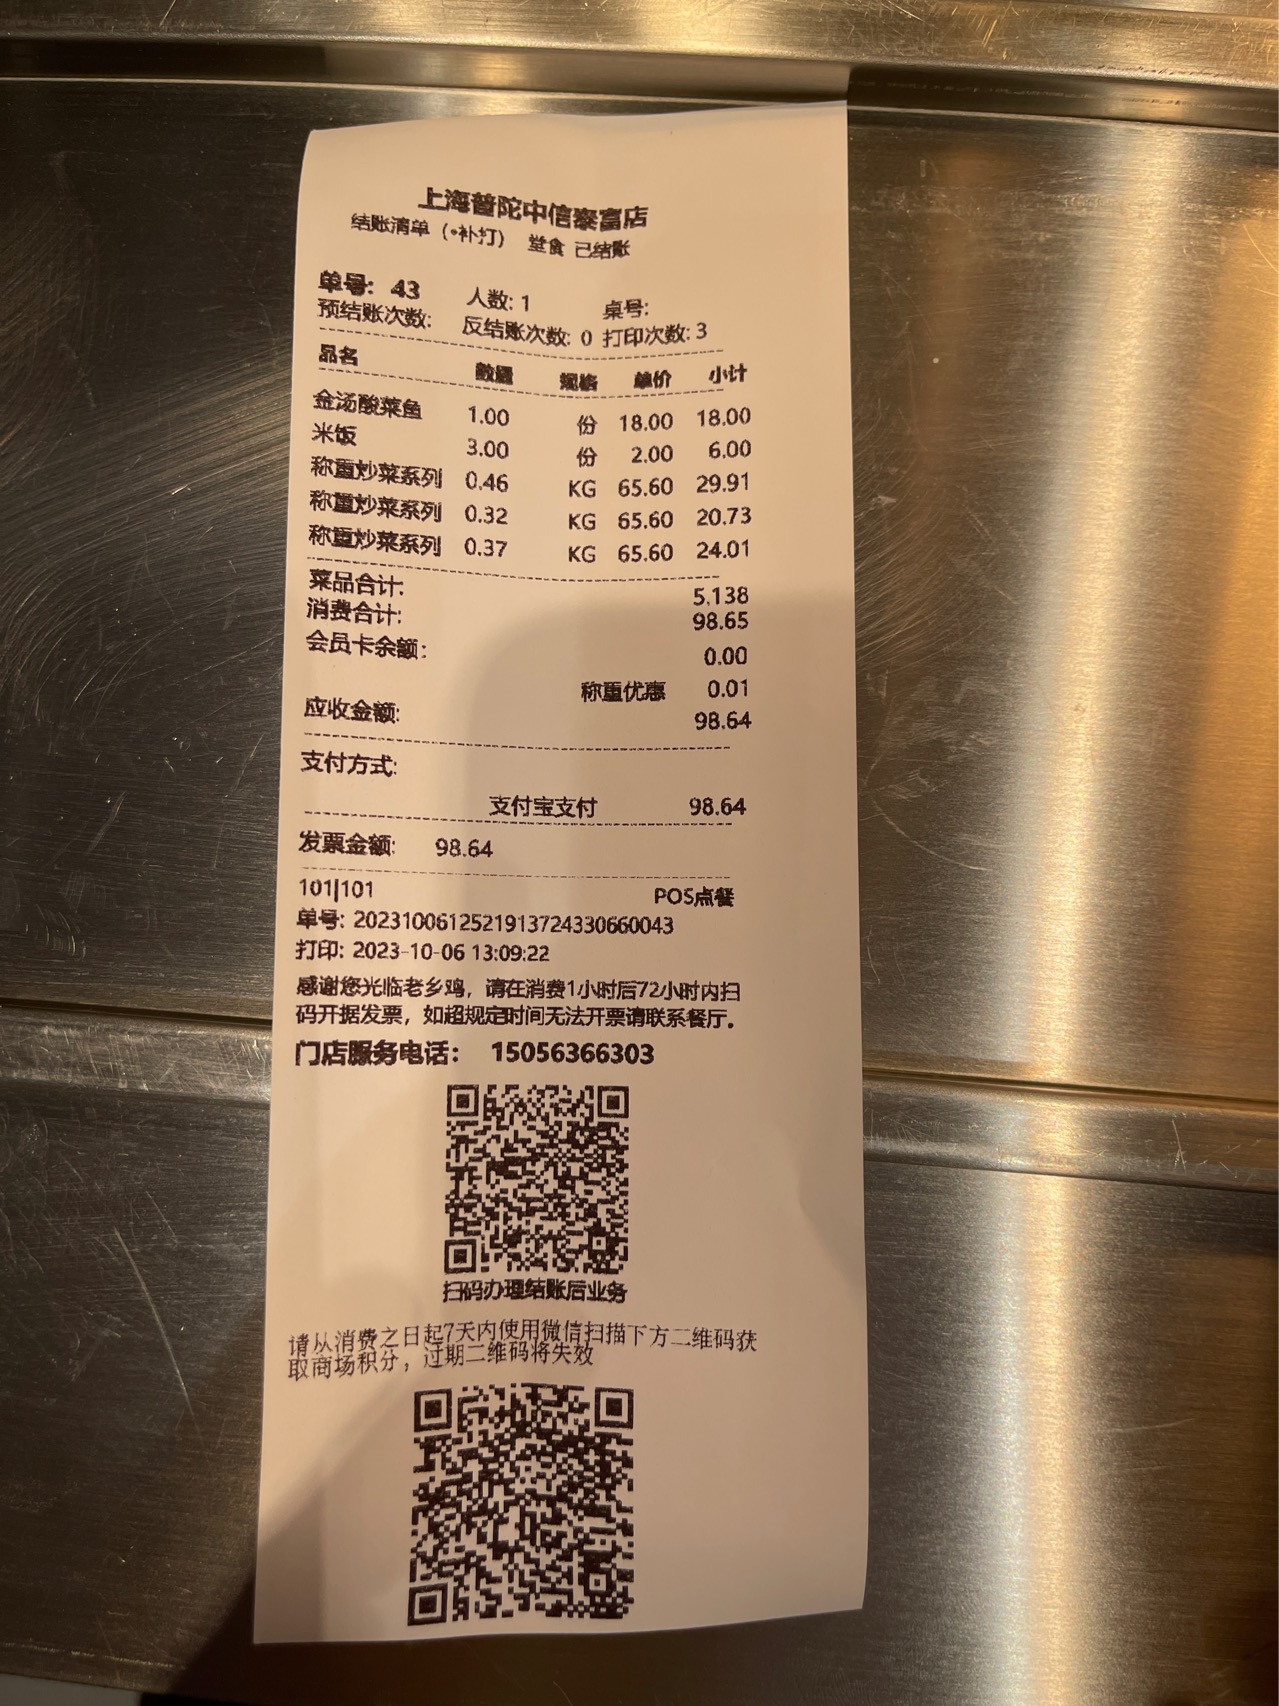 上海普陀中信泰富店
结账清单（*补打） 堂食 已结账
单号: 43 人数: 1 桌号:
预结账次数: 反结账次数: 0 打印次数: 3
品名 数量 规格 单价 小计
金汤酸菜鱼 1.00 份 18.00 18.00
米饭 3.00 份 2.00 6.00
称重炒菜系列 0.46 KG 65.60 29.91
称重炒菜系列 0.32 KG 65.60 20.73
称重炒菜系列 0.37 KG 65.60 24.01
菜品合计: 5.138
消费合计: 98.65
会员卡余额: 0.00
称重优惠 0.01
应收金额: 98.64
支付方式:
支付宝支付 98.64
发票金额: 98.64
101|101 POS点餐
单号: 20231006125219137243306600​43
打印: 2023-10-06 13:09:22
感谢您光临老乡鸡，请在消费1小时后72小时内扫
码开据发票，如超规定时间无法开票请联系餐厅。
门店服务电话： 15056366303
扫码办理结账后业务
请从消费之日起7天内使用微信扫描下方二维码获
取商场积分，过期二维码将失效